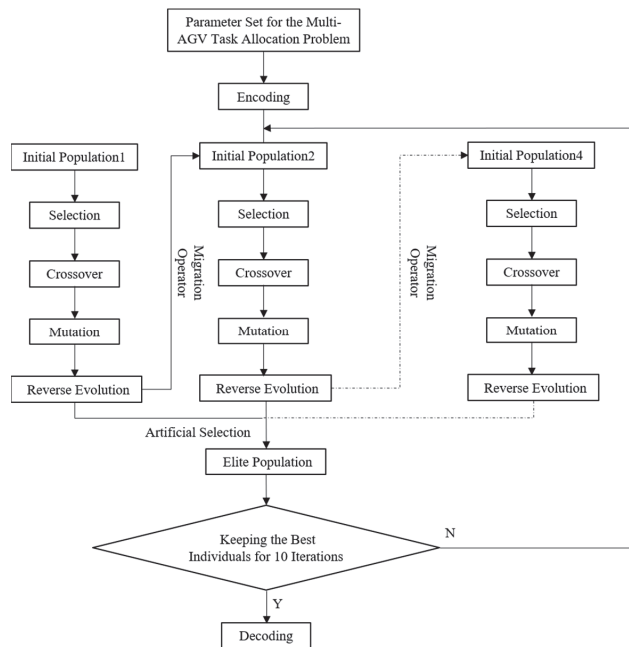 Parameter Set for the Multi-
AGV Task Allocation Problem
Encoding
Initial Population1
Initial Population2
Initial Population4
Selection
Selection
Selection
Migration
Operator
Migration
Operator
Crossover
Crossover
Crossover
Mutation
Mutation
Mutation
Reverse Evolution
Reverse Evolution
Reverse Evolution
Artificial Selection
Elite Population
Keeping the Best
Individuals for 10 Iterations
N
Y
Decoding